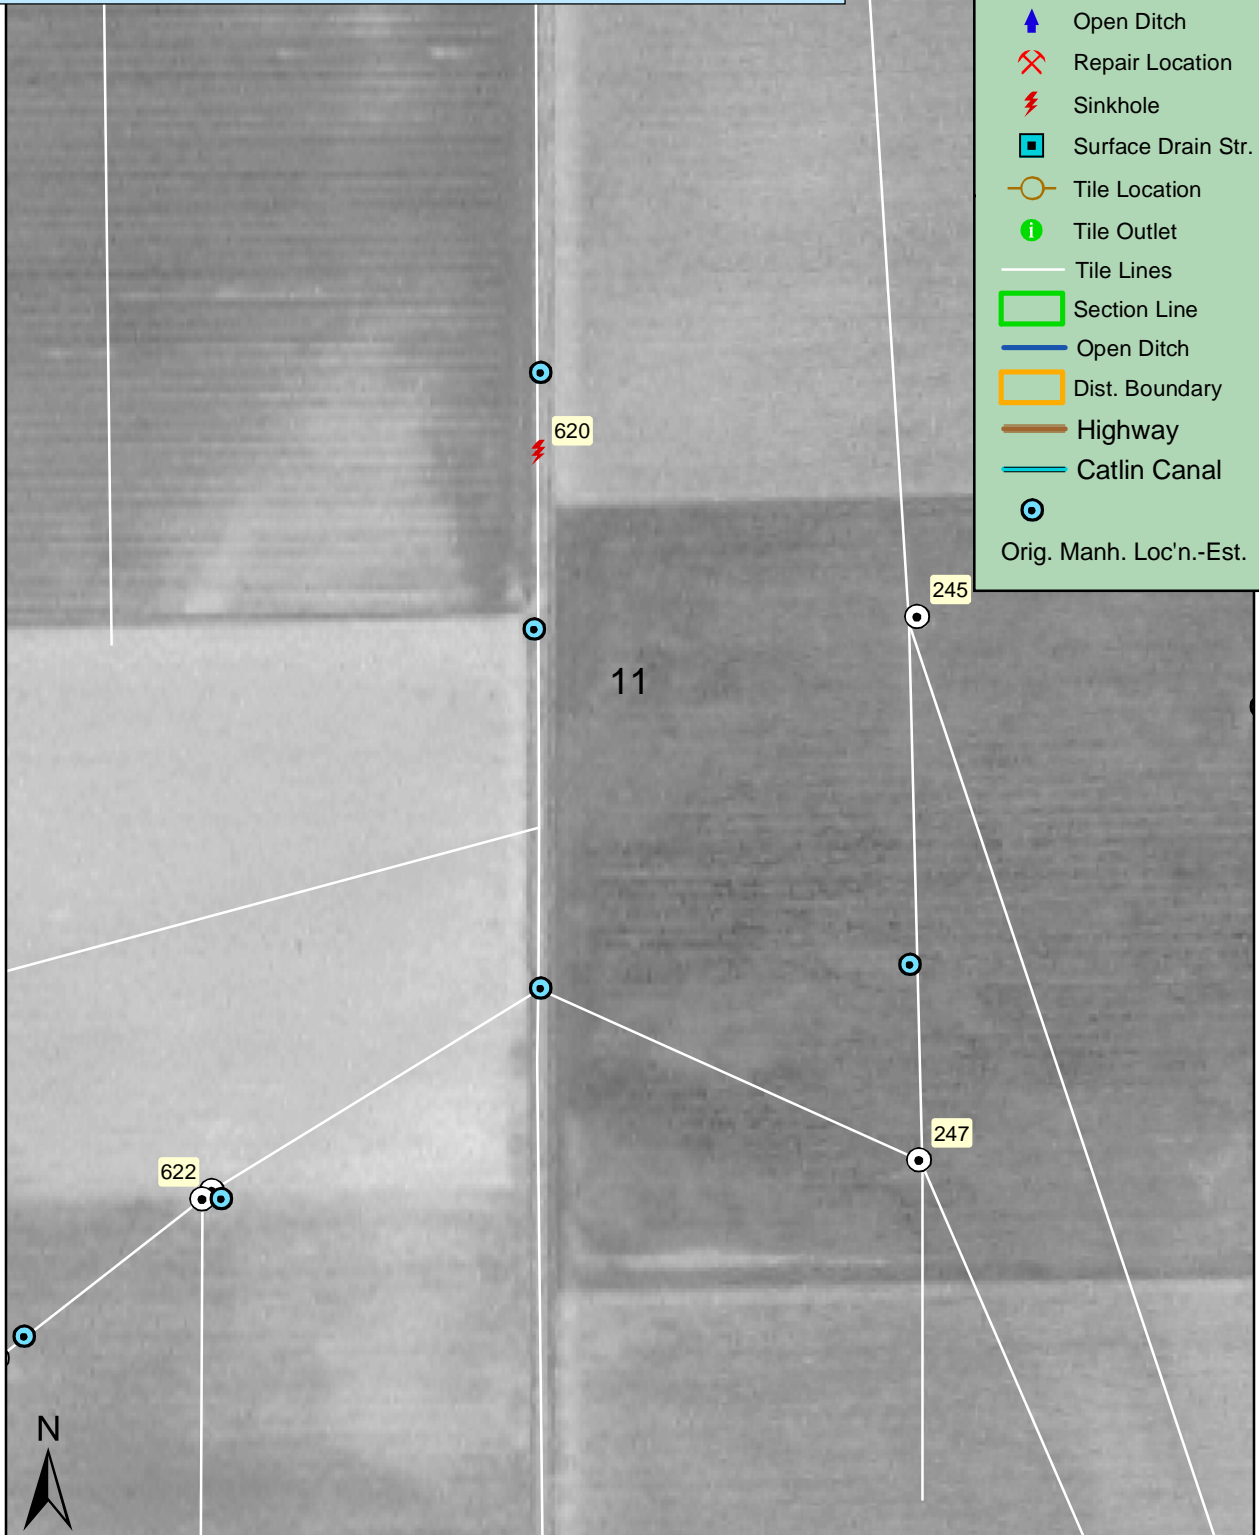 Open Ditch
Repair Location
Sinkhole
Surface Drain Str.
Tile Location
Tile Outlet
Tile Lines
Section Line
Open Ditch
Dist. Boundary
Highway
Catlin Canal
Orig. Manh. Loc'n.-Est.
620
245
11
247
622
N